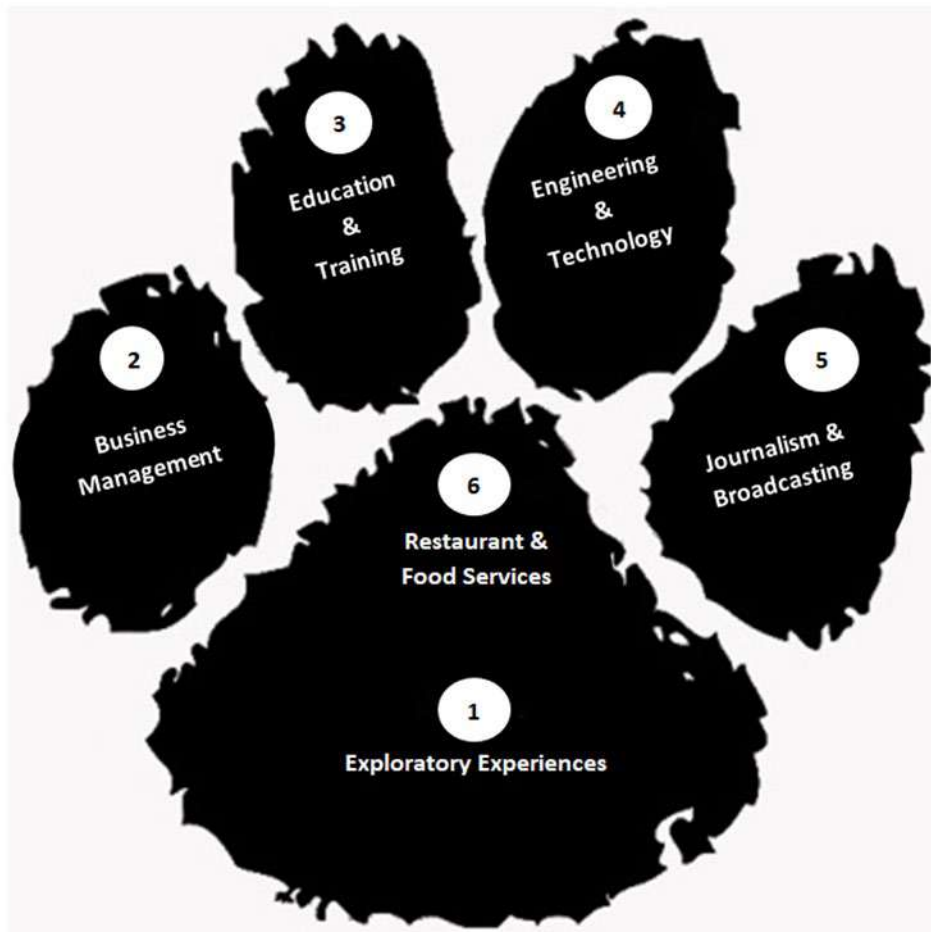 3
Education
&
Training
4
Engineering
&
Technology
2
Business
Management
5
Journalism &
Broadcasting
6
Restaurant &
Food Services
1
Exploratory Experiences